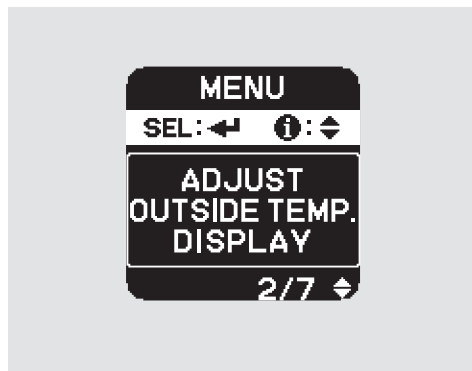 MENU
SEL:↵ ℹ:⬍
ADJUST
OUTSIDE TEMP.
DISPLAY
2/7 ⬍